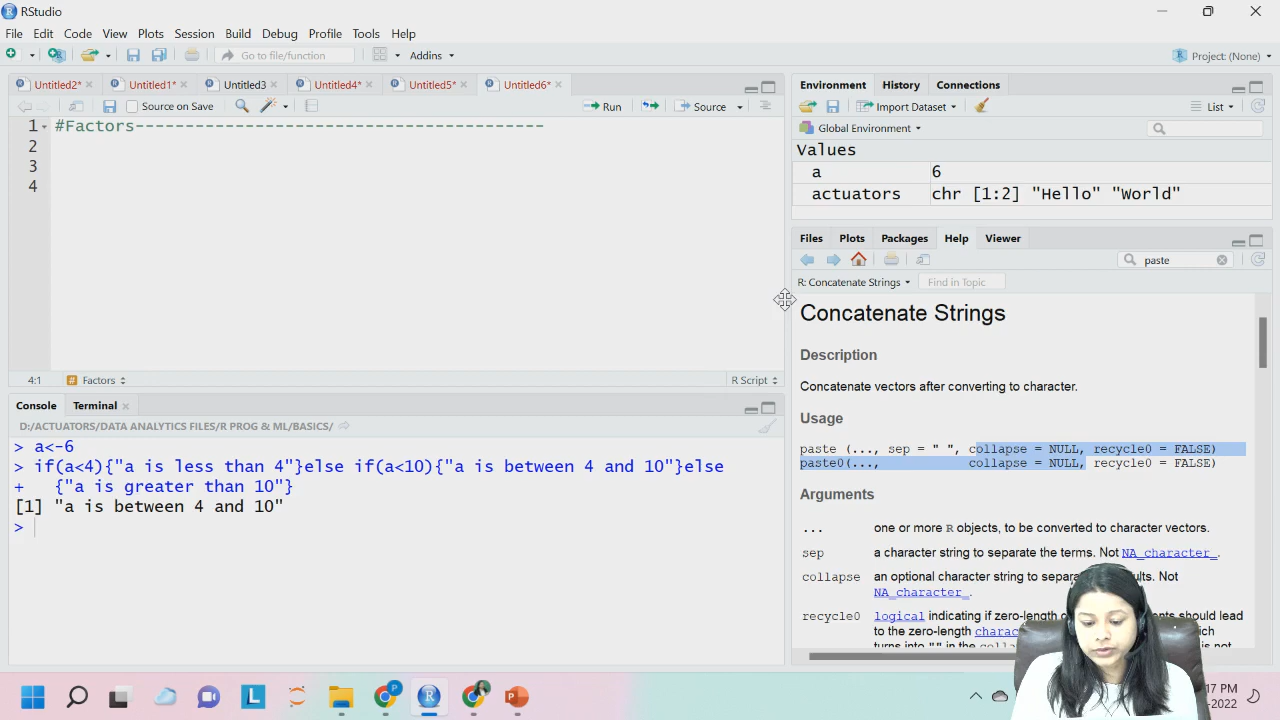 RStudio
File Edit Code View Plots Session Build Debug Profile Tools Help
Go to file/function Addins Project: (None)
Untitled2* Untitled1* Untitled3 Untitled4* Untitled5* Untitled6*
Source on Save Run Source
1 #Factors-----------------------------------------
2
3
4
4:1 # Factors R Script
Console Terminal
D:/ACTUATORS/DATA ANALYTICS FILES/R PROG & ML/BASICS/
> a<-6
> if(a<4){"a is less than 4"}else if(a<10){"a is between 4 and 10"}else
+ {"a is greater than 10"}
[1] "a is between 4 and 10"
>
Environment History Connections
Import Dataset List
Global Environment
Values
a 6
actuators chr [1:2] "Hello" "World"
Files Plots Packages Help Viewer
paste
R: Concatenate Strings Find in Topic
Concatenate Strings
Description
Concatenate vectors after converting to character.
Usage
paste (..., sep = " ", collapse = NULL, recycle0 = FALSE)
paste0(..., collapse = NULL, recycle0 = FALSE)
Arguments
... one or more R objects, to be converted to character vectors.
sep a character string to separate the terms. Not NA_character_.
collapse an optional character string to Not
NA_character_.
recycle0 logical indicating if zero-length should lead
to the zero-length
turns into "" in the is not
L
P